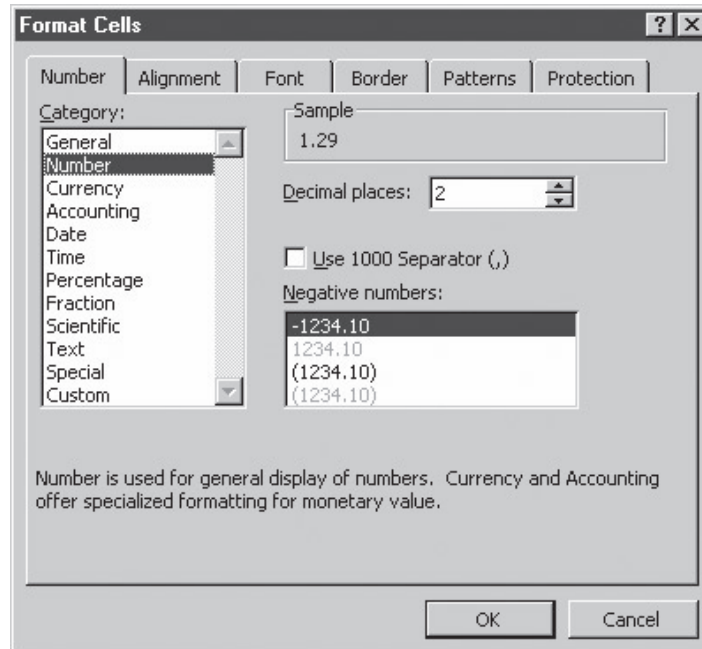 Format Cells
Number Alignment Font Border Patterns Protection
Category:
General
Number
Currency
Accounting
Date
Time
Percentage
Fraction
Scientific
Text
Special
Custom
Sample
1.29
Decimal places: 2
Use 1000 Separator (,)
Negative numbers:
-1234.10
1234.10
(1234.10)
(1234.10)
Number is used for general display of numbers. Currency and Accounting
offer specialized formatting for monetary value.
OK Cancel